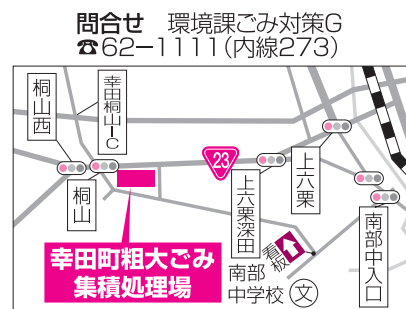 問合せ　環境課ごみ対策G
☎62－1111（内線273）
桐山西
幸田桐山IC
桐山
23
上六栗深田
上六栗
南部中入口
看板
南部
中学校
文
幸田町粗大ごみ
集積処理場